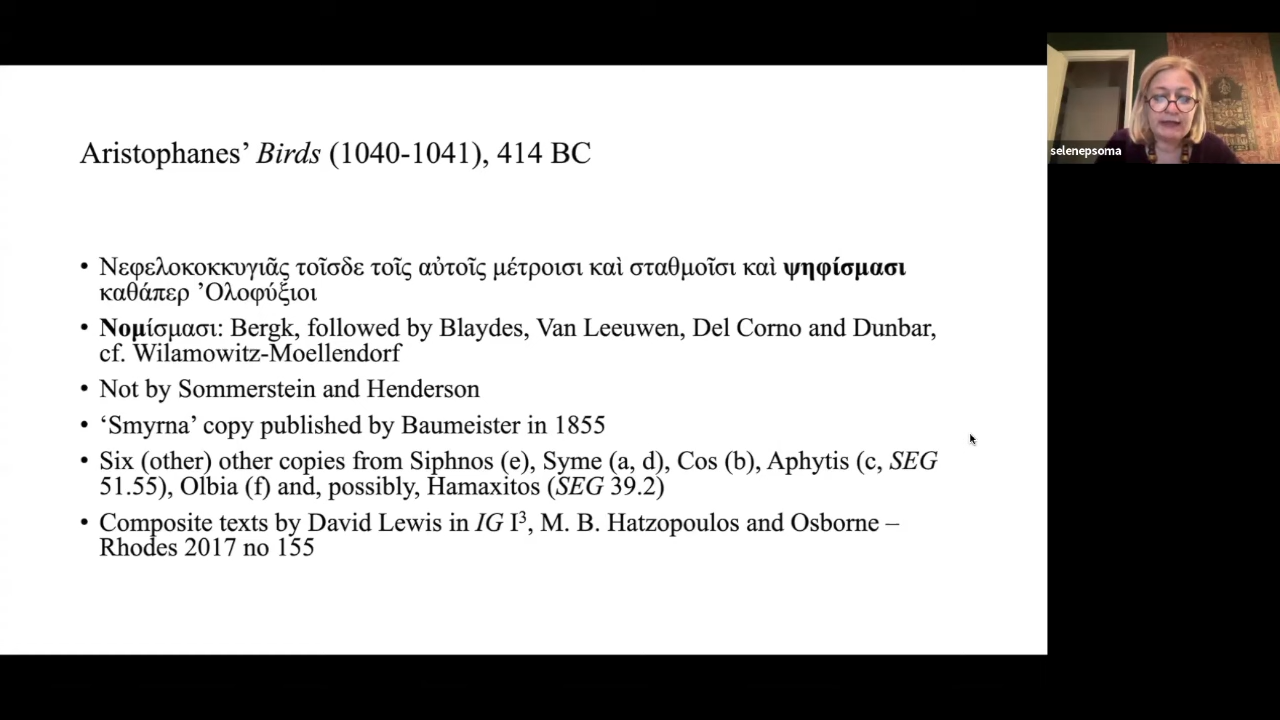 Aristophanes’ Birds (1040-1041), 414 BC
selenepsoma
• Νεφελοκοκκυγιᾶς τοῖσδε τοῖς αὐτοῖς μέτροισι καὶ σταθμοῖσι καὶ ψηφίσμασι
καθάπερ ᾿Ολοφύξιοι
• Νομίσμασι: Bergk, followed by Blaydes, Van Leeuwen, Del Corno and Dunbar,
cf. Wilamowitz-Moellendorf
• Not by Sommerstein and Henderson
• ‘Smyrna’ copy published by Baumeister in 1855
• Six (other) other copies from Siphnos (e), Syme (a, d), Cos (b), Aphytis (c, SEG
51.55), Olbia (f) and, possibly, Hamaxitos (SEG 39.2)
• Composite texts by David Lewis in IG I³, M. B. Hatzopoulos and Osborne –
Rhodes 2017 no 155